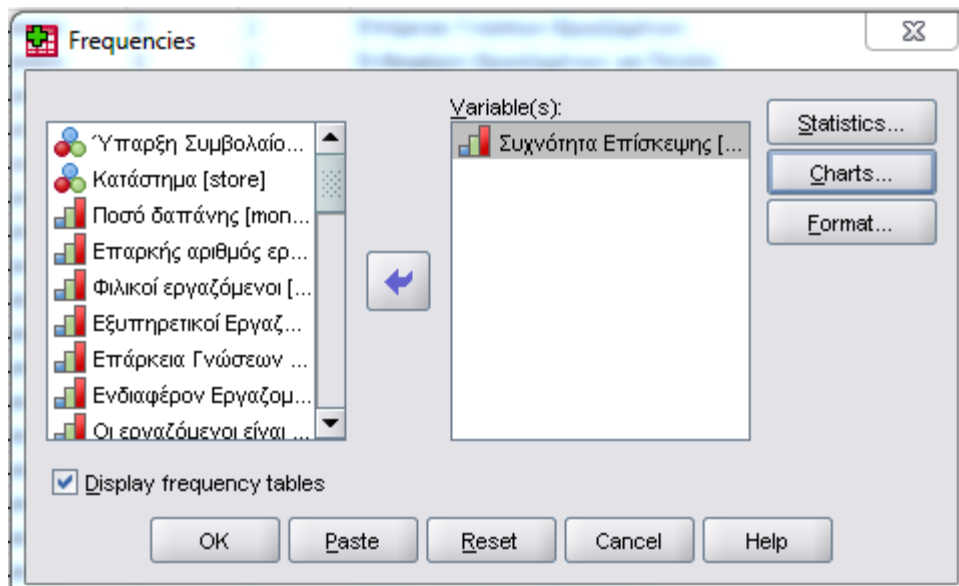 Frequencies
Variable(s):
Ύπαρξη Συμβολαίο...
Κατάστημα [store]
Ποσό δαπάνης [mon...
Επαρκής αριθμός ερ...
Φιλικοί εργαζόμενοι [...
Εξυπηρετικοί Εργαζ...
Επάρκεια Γνώσεων ...
Ενδιαφέρον Εργαζομ...
Οι εργαζόμενοι είναι ...
Συχνότητα Επίσκεψης [...
Statistics...
Charts...
Format...
Display frequency tables
OK Paste Reset Cancel Help